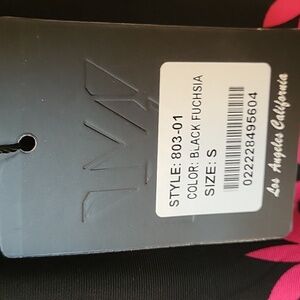 STYLE: 803-01
COLOR: BLACK FUCHSIA
SIZE: S
022228495604
Los Angeles California